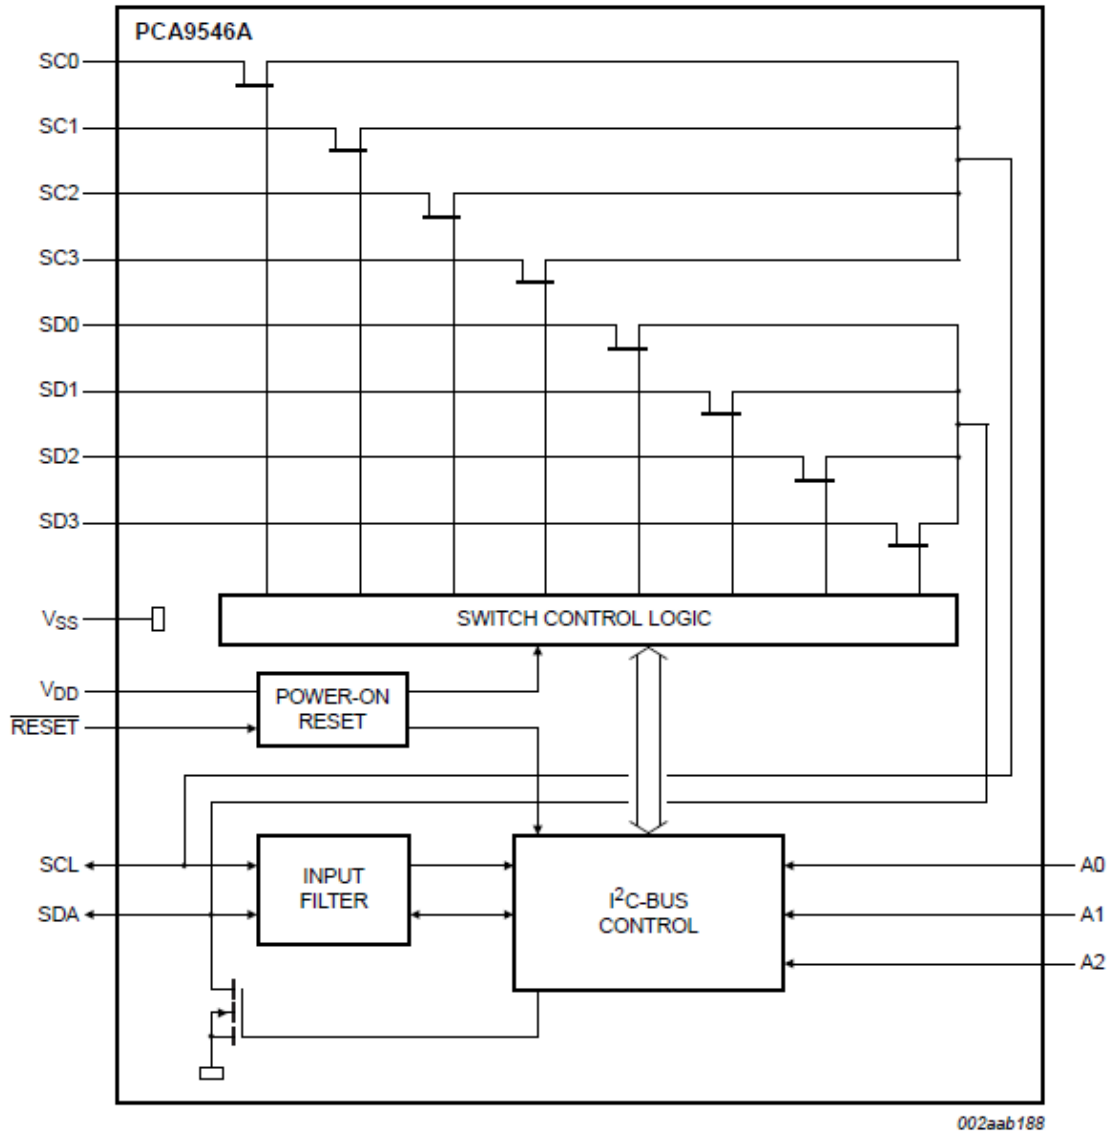 PCA9546A
SC0
SC1
SC2
SC3
SD0
SD1
SD2
SD3
VSS
SWITCH CONTROL LOGIC
VDD
RESET
POWER-ON
RESET
SCL
SDA
INPUT
FILTER
I²C-BUS
CONTROL
A0
A1
A2
002aab188